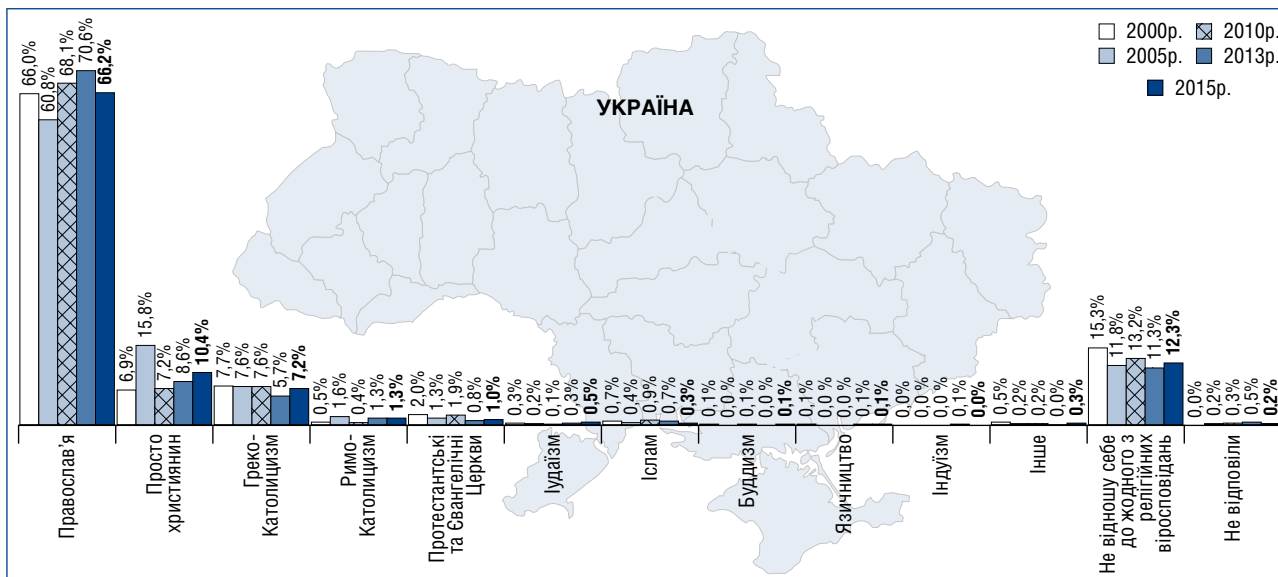 УКРАЇНА
2000р.
2010р.
2005р.
2013р.
2015р.
66,0%
60,8%
68,1%
70,6%
66,2%
6,9%
15,8%
7,2%
8,6%
10,4%
7,7%
7,6%
7,6%
5,7%
7,2%
0,5%
1,6%
0,4%
1,3%
1,3%
2,0%
1,3%
1,9%
0,8%
1,0%
0,3%
0,2%
0,1%
0,3%
0,5%
0,7%
0,4%
0,9%
0,7%
0,3%
0,1%
0,0%
0,1%
0,0%
0,1%
0,1%
0,0%
0,0%
0,1%
0,1%
0,0%
0,0%
0,0 %
0,1%
0,0%
0,5%
0,2%
0,2%
0,0%
0,3%
15,3%
11,8%
13,2%
11,3%
12,3%
0,0%
0,2%
0,3%
0,5%
0,2%
Православ’я
Просто
християнин
Греко-
Католицизм
Римо-
Католицизм
Протестантські
та Євангелічні
Церкви
Іудаїзм
Іслам
Буддизм
Язичництво
Індуїзм
Інше
Не відношу себе
до жодного з
релігійних
віросповідань
Не відповіли